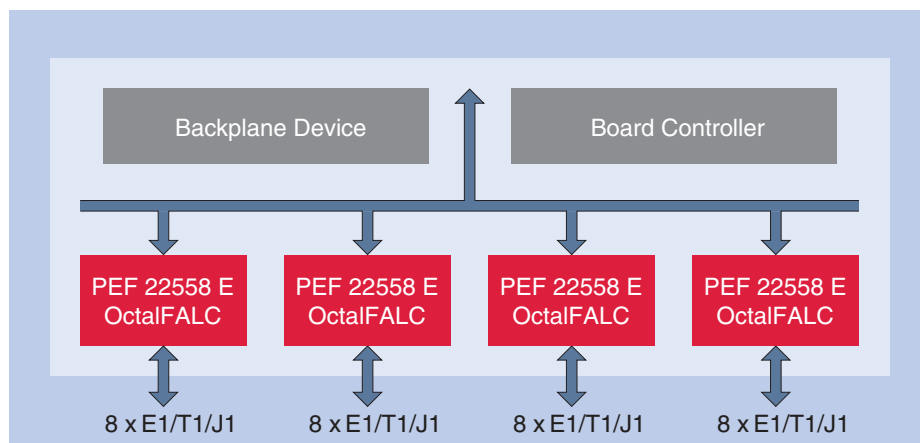 Backplane Device
Board Controller
PEF 22558 E
OctalFALC
PEF 22558 E
OctalFALC
PEF 22558 E
OctalFALC
PEF 22558 E
OctalFALC
8 x E1/T1/J1
8 x E1/T1/J1
8 x E1/T1/J1
8 x E1/T1/J1